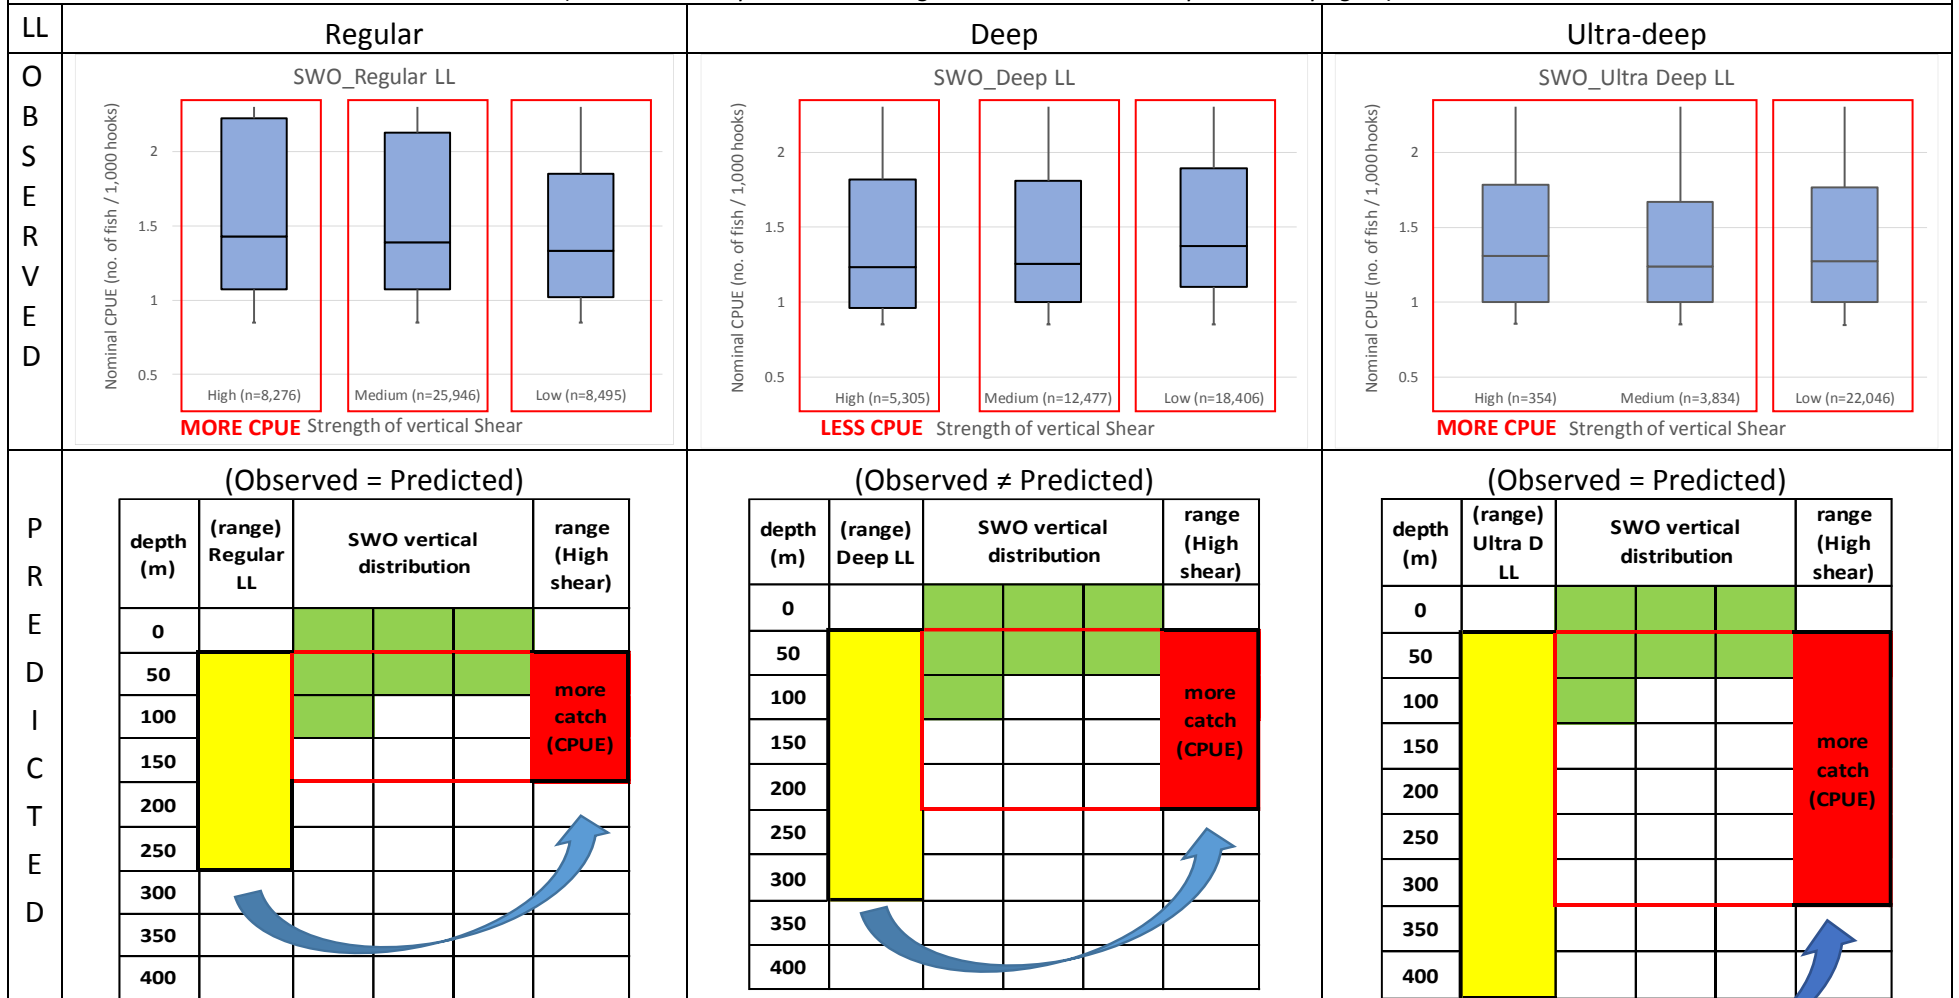 LL
Regular
Deep
Ultra-deep
OBSERVED
SWO_Regular LL
Nominal CPUE (no. of fish / 1,000 hooks)
2
1.5
1
0.5
High (n=8,276)
Medium (n=25,946)
Low (n=8,495)
MORE CPUE Strength of vertical Shear
SWO_Deep LL
Nominal CPUE (no. of fish / 1,000 hooks)
2
1.5
1
0.5
High (n=5,305)
Medium (n=12,477)
Low (n=18,406)
LESS CPUE Strength of vertical Shear
SWO_Ultra Deep LL
Nominal CPUE (no. of fish / 1,000 hooks)
2
1.5
1
0.5
High (n=354)
Medium (n=3,834)
Low (n=22,046)
MORE CPUE Strength of vertical Shear
PREDICTED
(Observed = Predicted)
depth (m)
(range) Regular LL
SWO vertical distribution
range (High shear)
0
50
100
150
200
250
300
350
400
more catch (CPUE)
(Observed ≠ Predicted)
depth (m)
(range) Deep LL
SWO vertical distribution
range (High shear)
0
50
100
150
200
250
300
350
400
more catch (CPUE)
(Observed = Predicted)
depth (m)
(range) Ultra D LL
SWO vertical distribution
range (High shear)
0
50
100
150
200
250
300
350
400
more catch (CPUE)